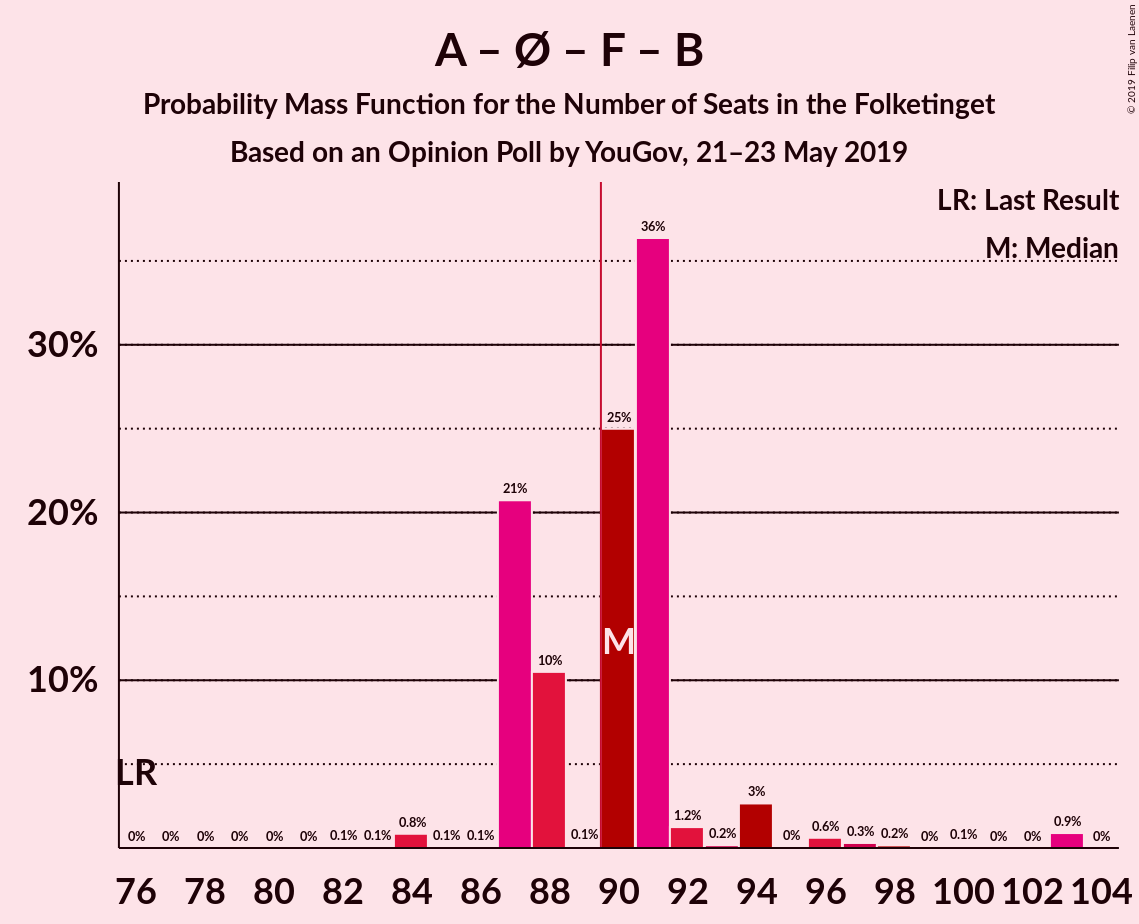 A – Ø – F – B
Probability Mass Function for the Number of Seats in the Folketinget
Based on an Opinion Poll by YouGov, 21–23 May 2019
© 2019 Filip van Laenen
LR: Last Result
M: Median
36%
30%
25%
21%
20%
10%
M
10%
LR
0% 0% 0% 0% 0% 0% 0.1% 0.1% 0.8% 0.1% 0.1% 0.1% 1.2% 0.2% 3% 0% 0.6% 0.3% 0.2% 0% 0.1% 0% 0% 0.9% 0%
76 78 80 82 84 86 88 90 92 94 96 98 100 102 104